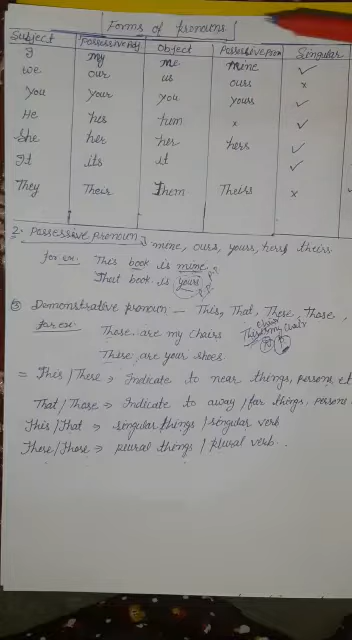 Forms of pronouns
Subject Possessive Adj Object Possessive Pron Singular
I my me mine ✓
We our us ours x
You your you yours ✓
He his him x ✓
She her her hers ✓
It its it ✓
They Their Them Theirs x
2. Possessive pronoun → mine, ours, yours, hers, theirs
for ex. This book is mine
That book is yours
③ Demonstrative pronoun - This, That, These, Those,
for ex. Those are my chairs
These are your shoes.
= This/These ⇒ Indicate to near things, persons, et
That/Those ⇒ Indicate to away/far things, persons
This/That ⇒ singular things/singular verb
These/Those ⇒ plural things/plural verb..